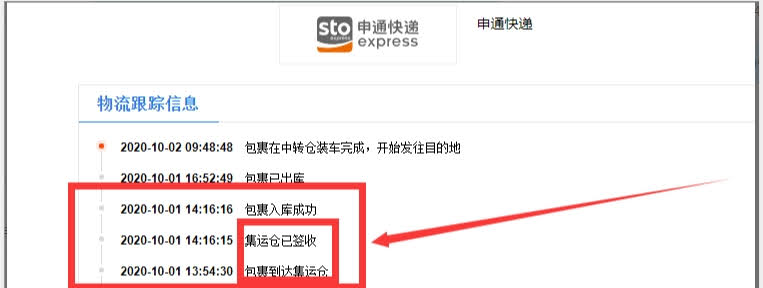 sto 申通快递
express
申通快递
物流跟踪信息
2020-10-02 09:48:48 包裹在中转仓装车完成，开始发往目的地
2020-10-01 16:52:49 包裹已出库
2020-10-01 14:16:16 包裹入库成功
2020-10-01 14:16:15 集运仓已签收
2020-10-01 13:54:30 包裹到达集运仓